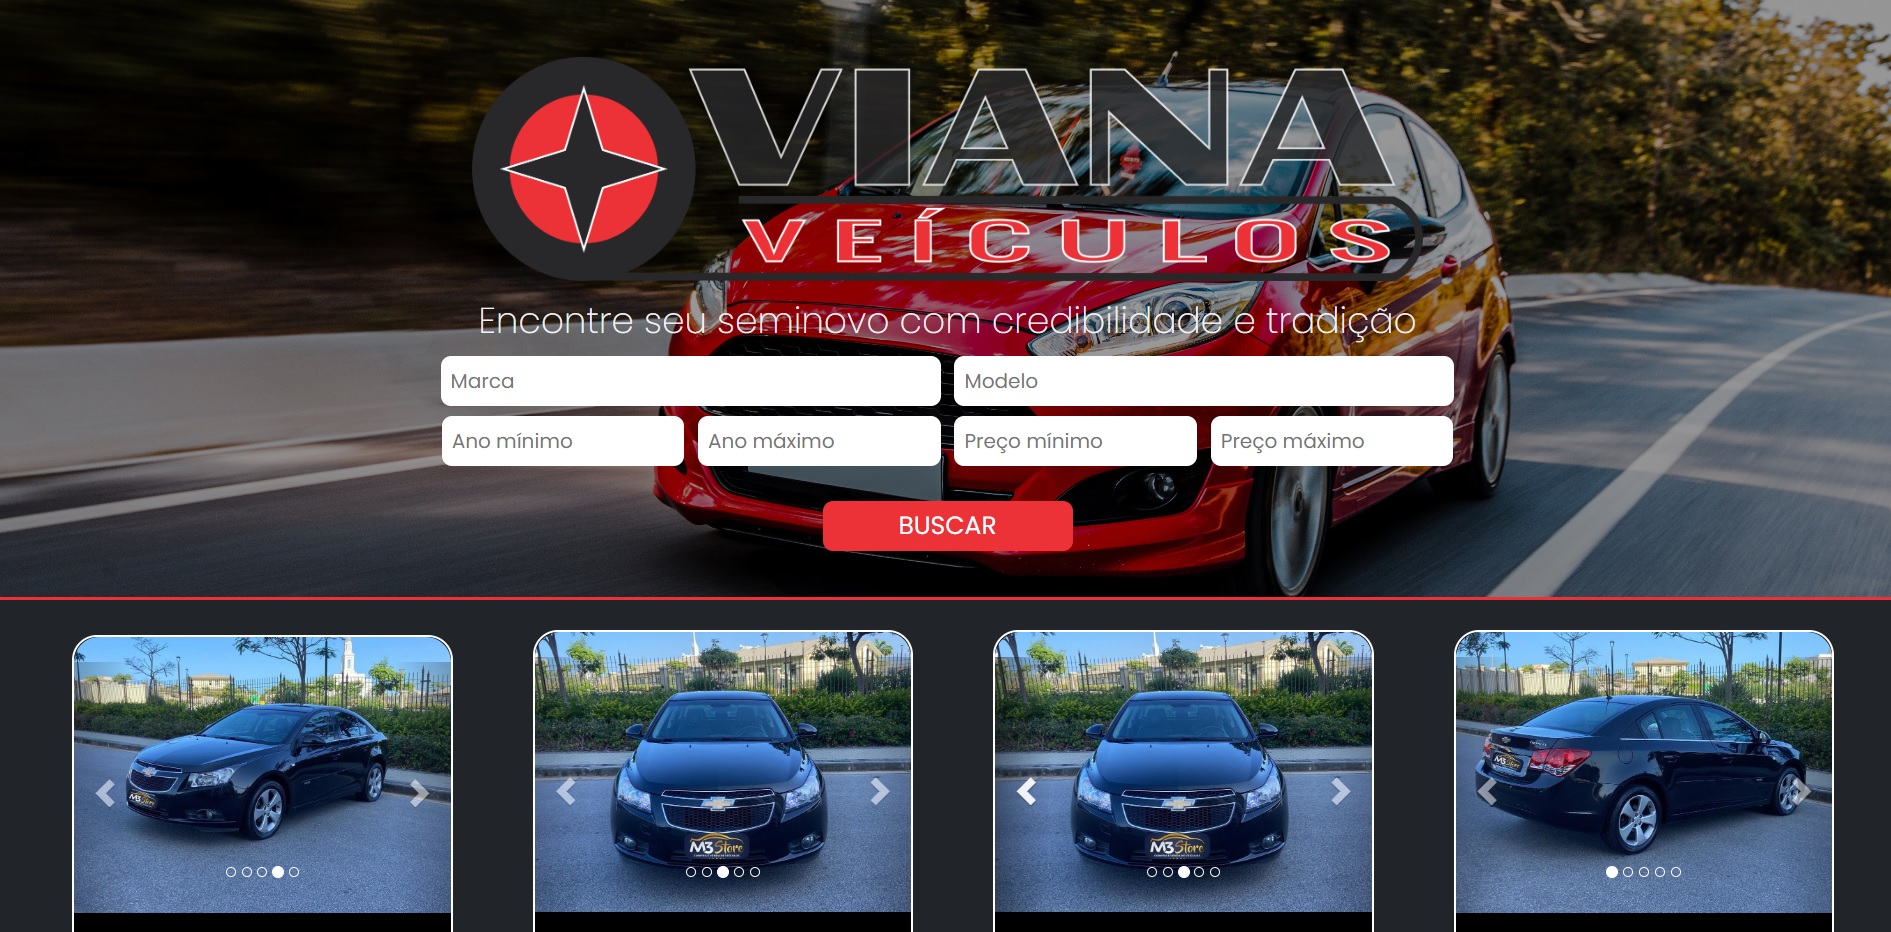 VIANA
VEÍCULOS
Encontre seu seminovo com credibilidade e tradição
Marca
Modelo
Ano mínimo
Ano máximo
Preço mínimo
Preço máximo
BUSCAR
M3 Store
M3 Store
M3 Store
M3 Store